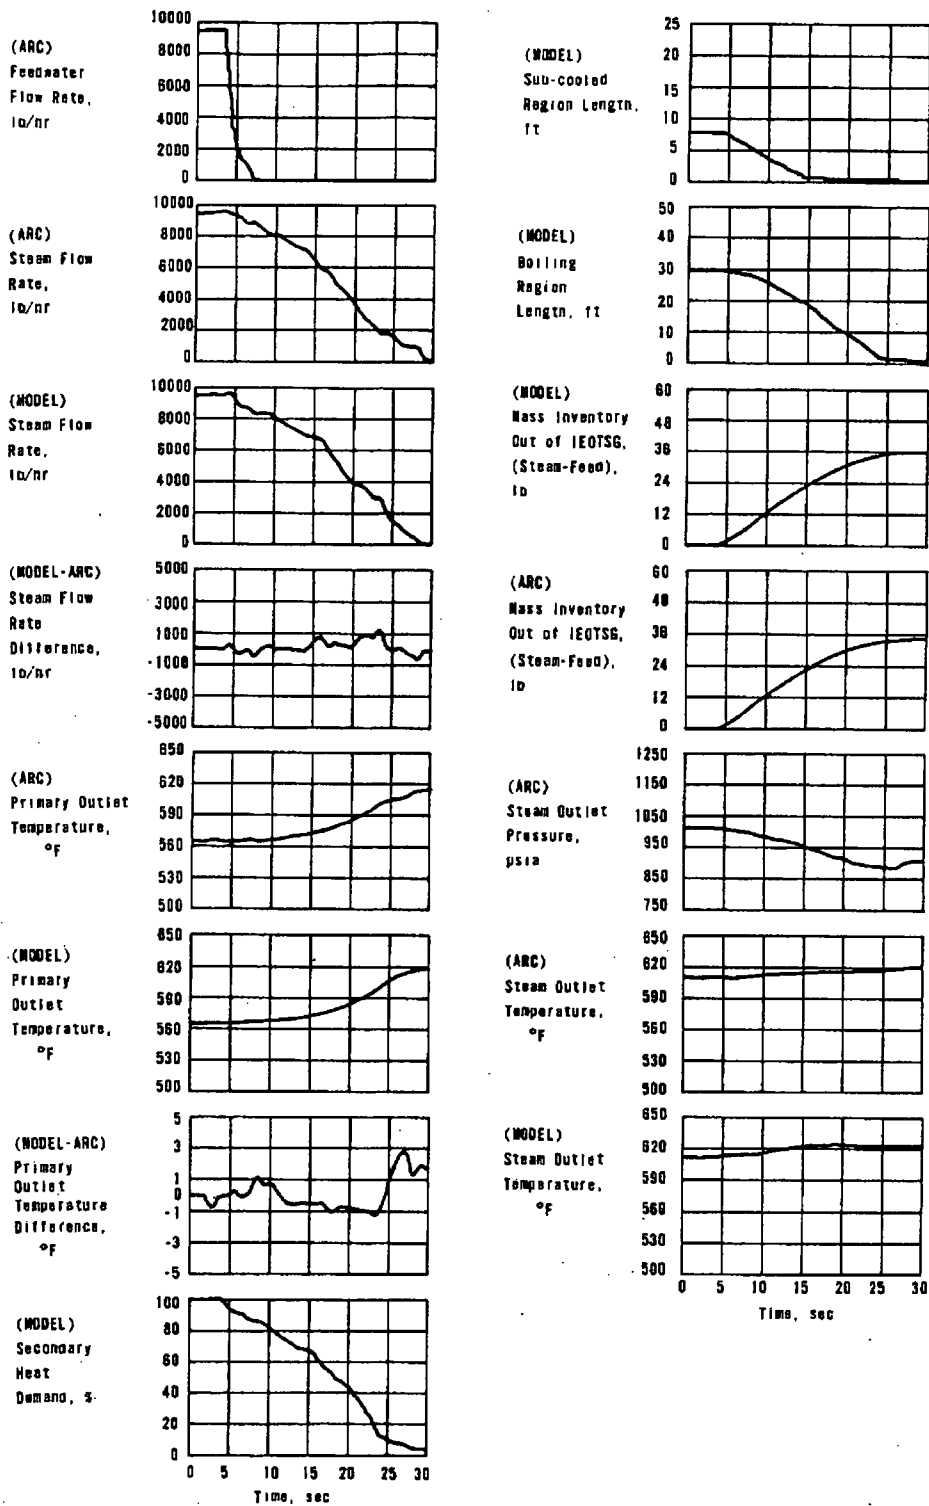 (ARC)
Feedwater
Flow Rate,
lb/hr
10000
8000
6000
4000
2000
0
(ARC)
Steam Flow
Rate,
lb/hr
10000
8000
6000
4000
2000
0
(MODEL)
Steam Flow
Rate,
lb/hr
10000
8000
6000
4000
2000
0
(MODEL-ARC)
Steam Flow
Rate
Difference,
lb/hr
5000
3000
1000
-1000
-3000
-5000
(ARC)
Primary Outlet
Temperature,
°F
650
620
590
560
530
500
(MODEL)
Primary
Outlet
Temperature,
°F
650
620
590
560
530
500
(MODEL-ARC)
Primary
Outlet
Temperature
Difference,
°F
5
3
1
0
-1
-3
-5
(MODEL)
Secondary
Heat
Demand, %
100
80
60
40
20
0
0 5 10 15 20 25 30
Time, sec
(MODEL)
Sub-cooled
Region Length,
ft
25
20
15
10
5
0
(MODEL)
Boiling
Region
Length, ft
50
40
30
20
10
0
(MODEL)
Mass Inventory
Out of IEOTSG,
(Steam-Feed),
lb
60
48
36
24
12
0
(ARC)
Mass Inventory
Out of IEOTSG,
(Steam-Feed),
lb
60
48
36
24
12
0
(ARC)
Steam Outlet
Pressure,
psia
1250
1150
1050
950
850
750
(ARC)
Steam Outlet
Temperature,
°F
650
620
590
560
530
500
(MODEL)
Steam Outlet
Temperature,
°F
650
620
590
560
530
500
0 5 10 15 20 25 30
Time, sec